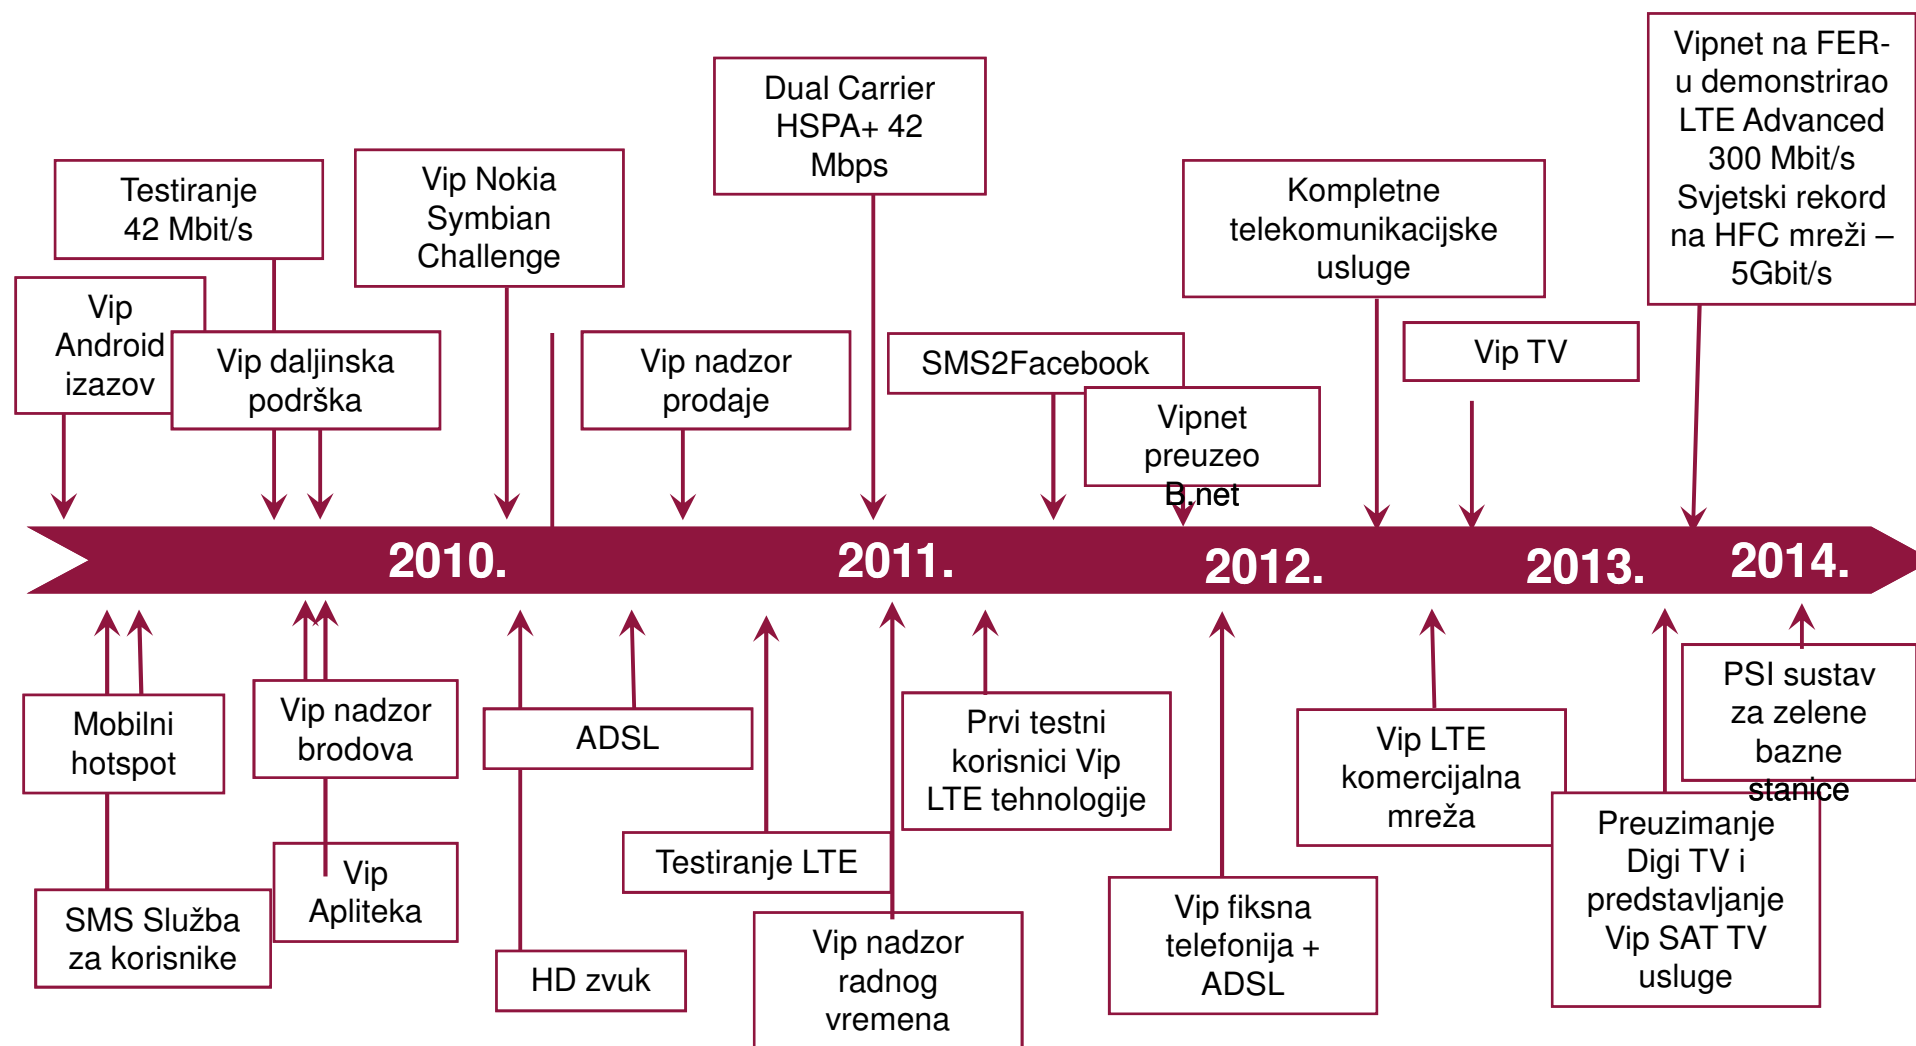 Vipnet na FER-
u demonstrirao
LTE Advanced
300 Mbit/s
Svjetski rekord
na HFC mreži –
5Gbit/s
Dual Carrier
HSPA+ 42
Mbps
Testiranje
42 Mbit/s
Vip Nokia
Symbian
Challenge
Kompletne
telekomunikacijske
usluge
Vip
Android
izazov
Vip daljinska
podrška
Vip nadzor
prodaje
SMS2Facebook
Vipnet
preuzeo
B.net
Vip TV
2010.
2011.
2012.
2013.
2014.
Mobilni
hotspot
Vip nadzor
brodova
ADSL
Prvi testni
korisnici Vip
LTE tehnologije
Vip LTE
komercijalna
mreža
PSI sustav
za zelene
bazne
stanice
SMS Služba
za korisnike
Vip
Apliteka
HD zvuk
Testiranje LTE
Vip nadzor
radnog
vremena
Vip fiksna
telefonija +
ADSL
Preuzimanje
Digi TV i
predstavljanje
Vip SAT TV
usluge